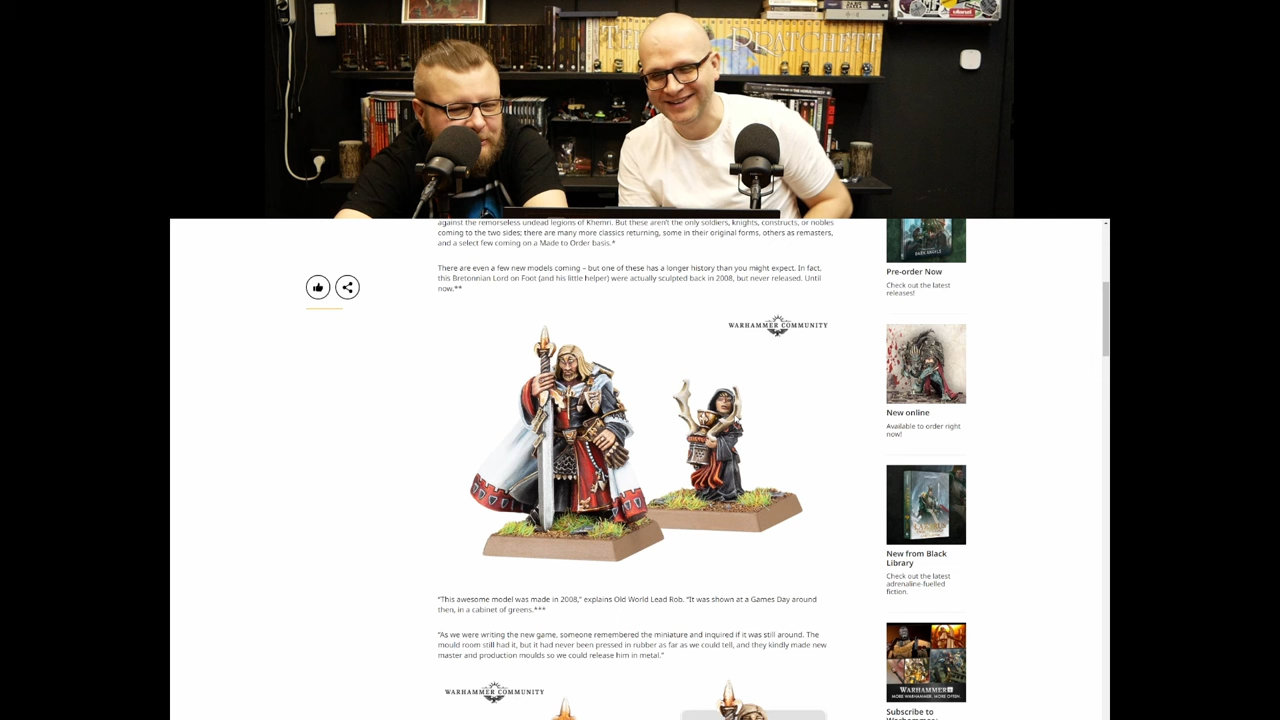 TERRY PRATCHETT
against the remorseless undead legions of Khemri. But these aren't the only soldiers, knights, constructs, or nobles
coming to the two sides; there are many more classics returning, some in their original forms, others as remasters,
and a select few coming on a Made to Order basis.*
There are even a few new models coming – but one of these has a longer history than you might expect. In fact,
this Bretonnian Lord on Foot (and his little helper) were actually sculpted back in 2008, but never released. Until
now.**
WARHAMMER COMMUNITY
"This awesome model was made in 2008," explains Old World Lead Rob. "It was shown at a Games Day around
then, in a cabinet of greens.***
"As we were writing the new game, someone remembered the miniature and inquired if it was still around. The
mould room still had it, but it had never been pressed in rubber as far as we could tell, and they kindly made new
master and production moulds so we could release him in metal."
WARHAMMER COMMUNITY
Pre-order Now
Check out the latest
releases!
New online
Available to order right
now!
New from Black
Library
Check out the latest
adrenaline-fuelled
fiction.
WARHAMMER+
MORE WARHAMMER. MORE OFTEN.
Subscribe to
Warhammer+